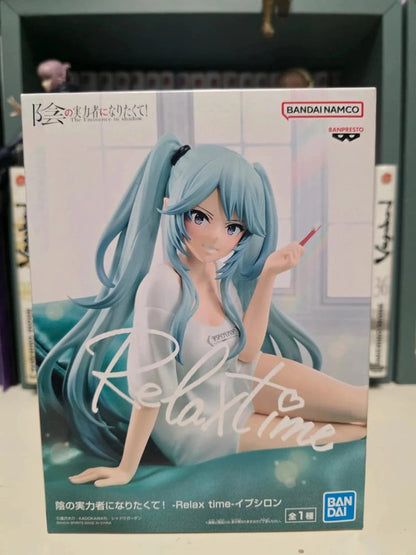 陰の実力者になりたくて!
The Eminence in shadow
BANDAI NAMCO
BANPRESTO
Relax time
陰の実力者になりたくて! -Relax time-イプシロン
全1種
BAN
DAI